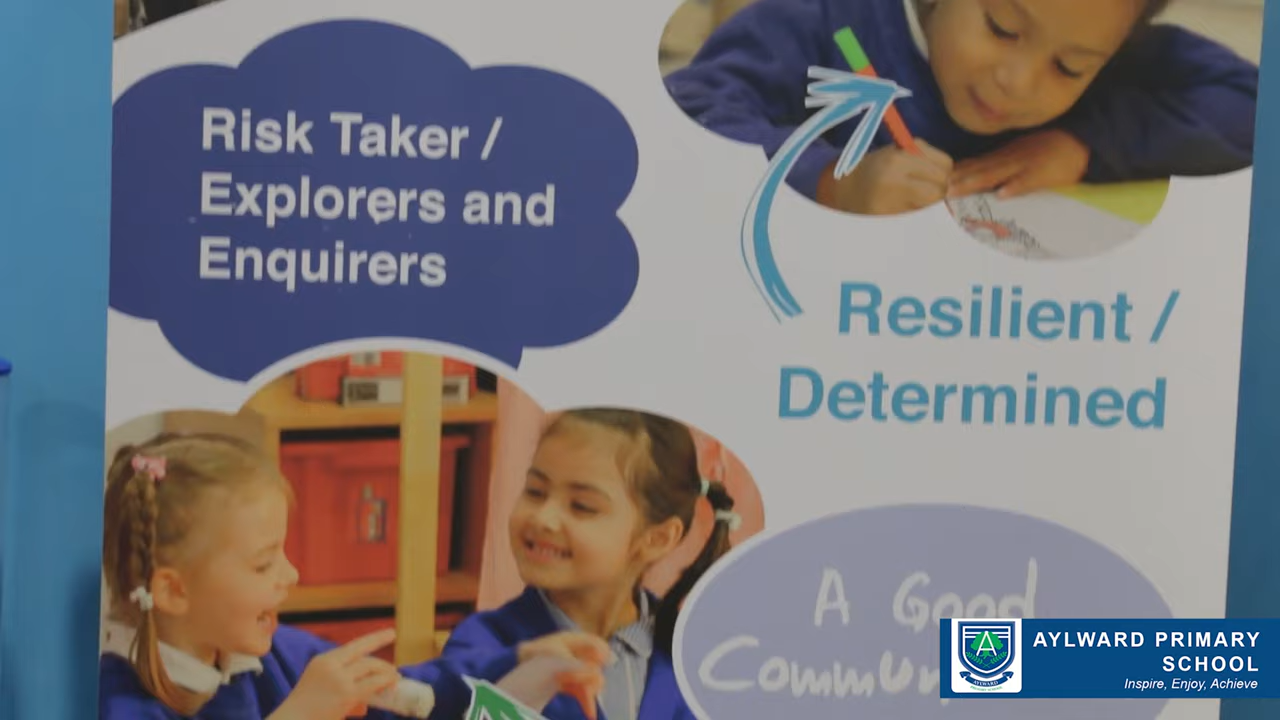 Risk Taker /
Explorers and
Enquirers
Resilient /
Determined
A Good
AYLWARD PRIMARY
SCHOOL
Inspire, Enjoy, Achieve